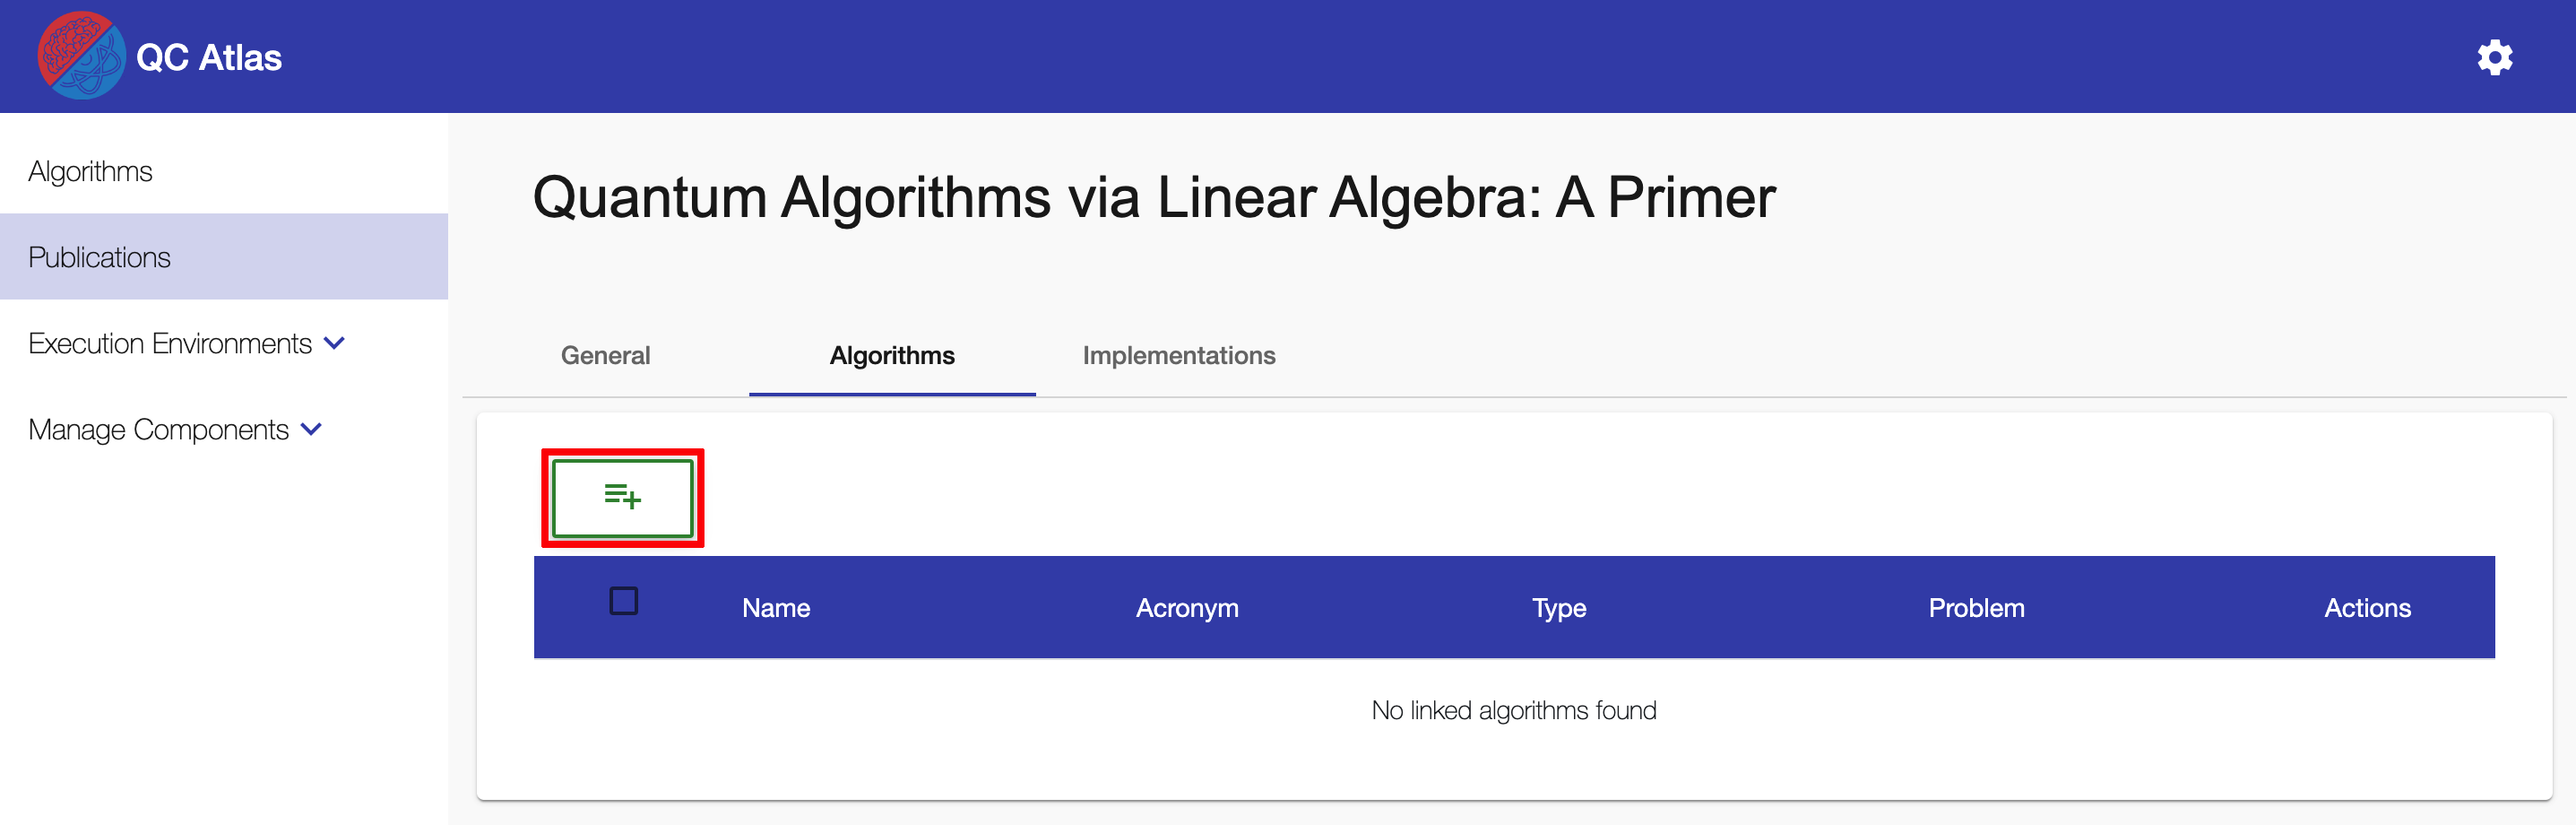 QC Atlas
Algorithms
Publications
Execution Environments
Manage Components
Quantum Algorithms via Linear Algebra: A Primer
General Algorithms Implementations
Name Acronym Type Problem Actions
No linked algorithms found